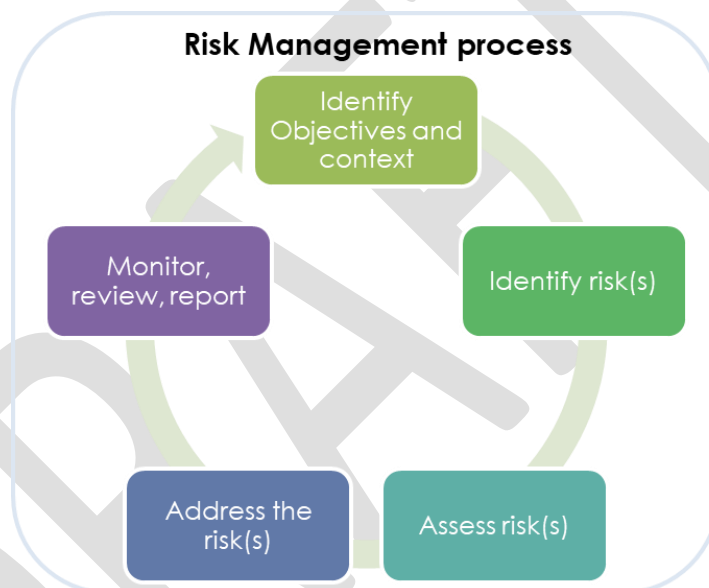 Risk Management process
Identify
Objectives and
context
Identify risk(s)
Assess risk(s)
Address the
risk(s)
Monitor,
review, report